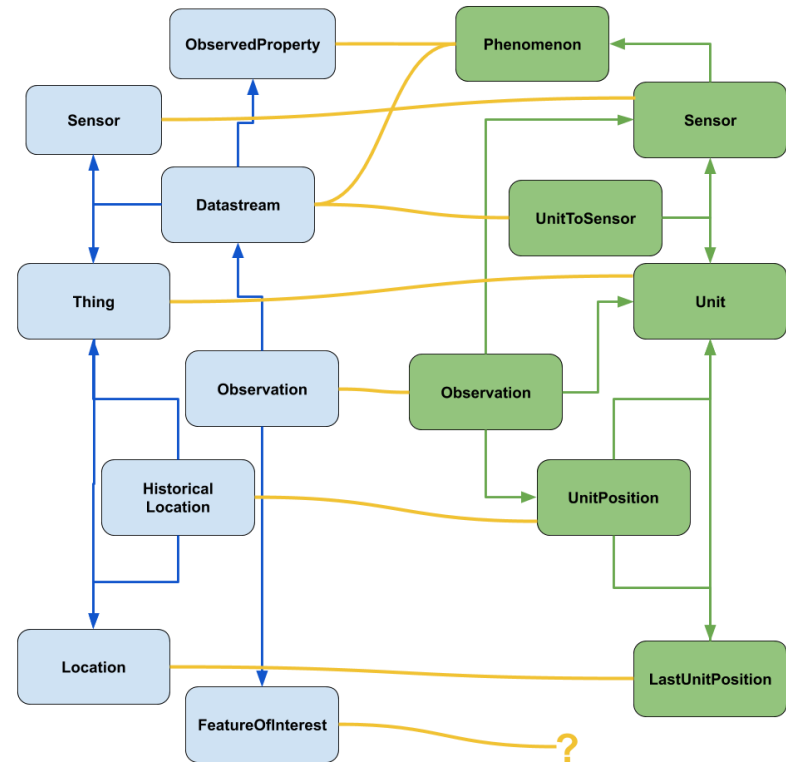 ObservedProperty
Phenomenon
Sensor
Sensor
Datastream
UnitToSensor
Thing
Unit
Observation
Observation
Historical
Location
UnitPosition
Location
LastUnitPosition
FeatureOfInterest
?